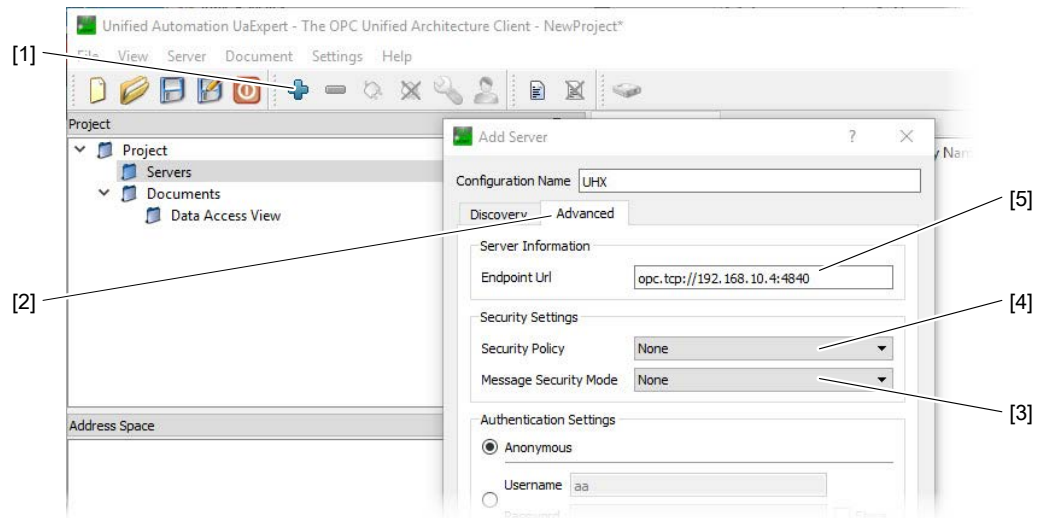 Unified Automation UaExpert - The OPC Unified Architecture Client - NewProject*
[1]
File View Server Document Settings Help
Project
Add Server ?
Project
Servers
Documents
Data Access View
Configuration Name UHX
[5]
Discovery Advanced
Server Information
Endpoint Url opc.tcp://192.168.10.4:4840
[2]
[4]
Security Settings
Security Policy None
Message Security Mode None
[3]
Address Space
Authentication Settings
Anonymous
Username aa
Password